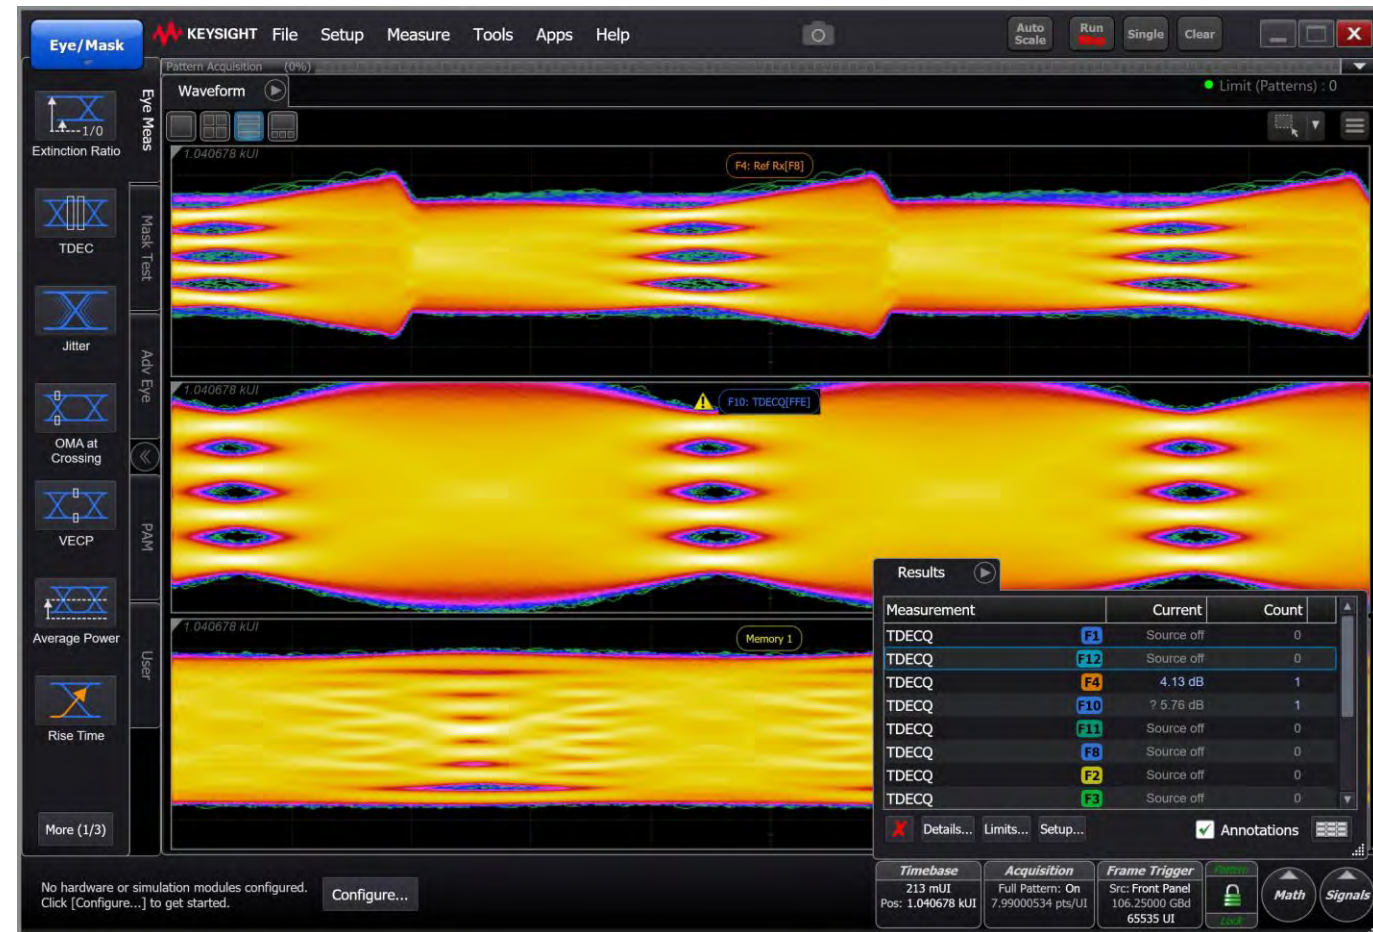 Eye/Mask
KEYSIGHT File Setup Measure Tools Apps Help
Auto Scale
Run Stop
Single
Clear
X
Pattern Acquisition (0%)
Waveform
Limit (Patterns) : 0
Eye Meas
Mask Test
Adv Eye
PAM
User
1/0
Extinction Ratio
TDEC
Jitter
OMA at
Crossing
VECP
Average Power
Rise Time
More (1/3)
1.040678 kUI
F4: Ref Rx[F8]
1.040678 kUI
F10: TDECQ[FFE]
1.040678 kUI
Memory 1
Results
Measurement Current Count
TDECQ F1 Source off 0
TDECQ F12 Source off 0
TDECQ F4 4.13 dB 1
TDECQ F10 ? 5.76 dB 1
TDECQ F11 Source off 0
TDECQ F8 Source off 0
TDECQ F2 Source off 0
TDECQ F3 Source off 0
Details... Limits... Setup... Annotations
No hardware or simulation modules configured.
Click [Configure...] to get started.
Configure...
Timebase
213 mUI
Pos: 1.040678 kUI
Acquisition
Full Pattern: On
7.99000534 pts/UI
Frame Trigger
Src: Front Panel
106.25000 GBd
65535 UI
Pattern
Lock
Math
Signals